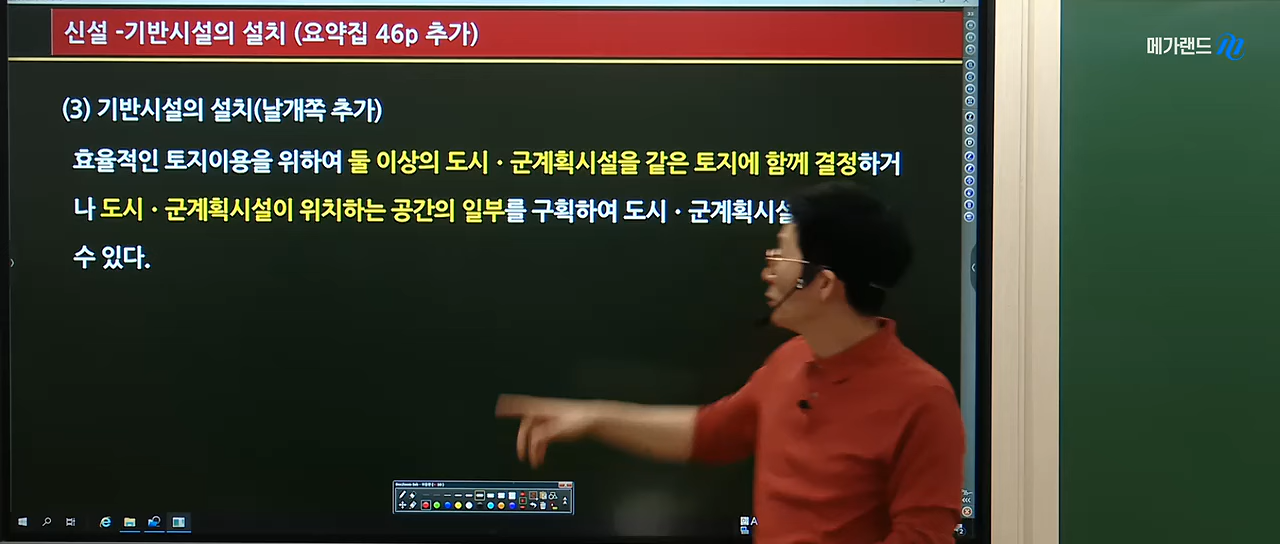 신설 -기반시설의 설치 (요약집 46p 추가)
메가랜드
(3) 기반시설의 설치(날개쪽 추가)
효율적인 토지이용을 위하여 둘 이상의 도시·군계획시설을 같은 토지에 함께 결정하거
나 도시·군계획시설이 위치하는 공간의 일부를 구획하여 도시·군계획시설
수 있다.